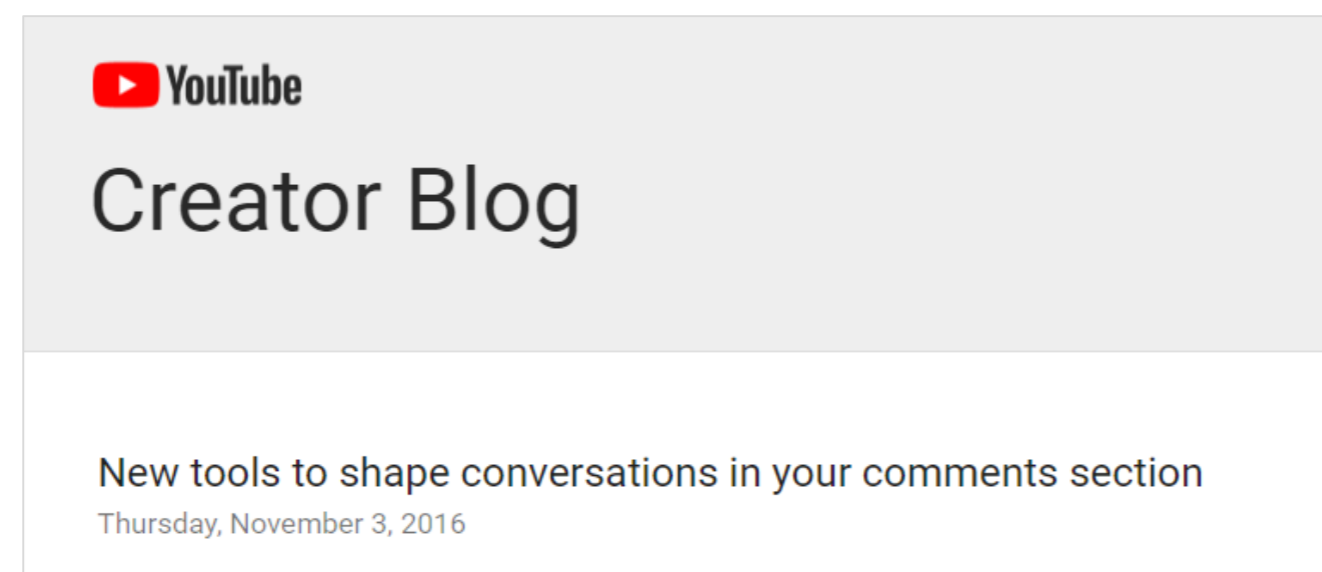 YouTube
Creator Blog
New tools to shape conversations in your comments section
Thursday, November 3, 2016